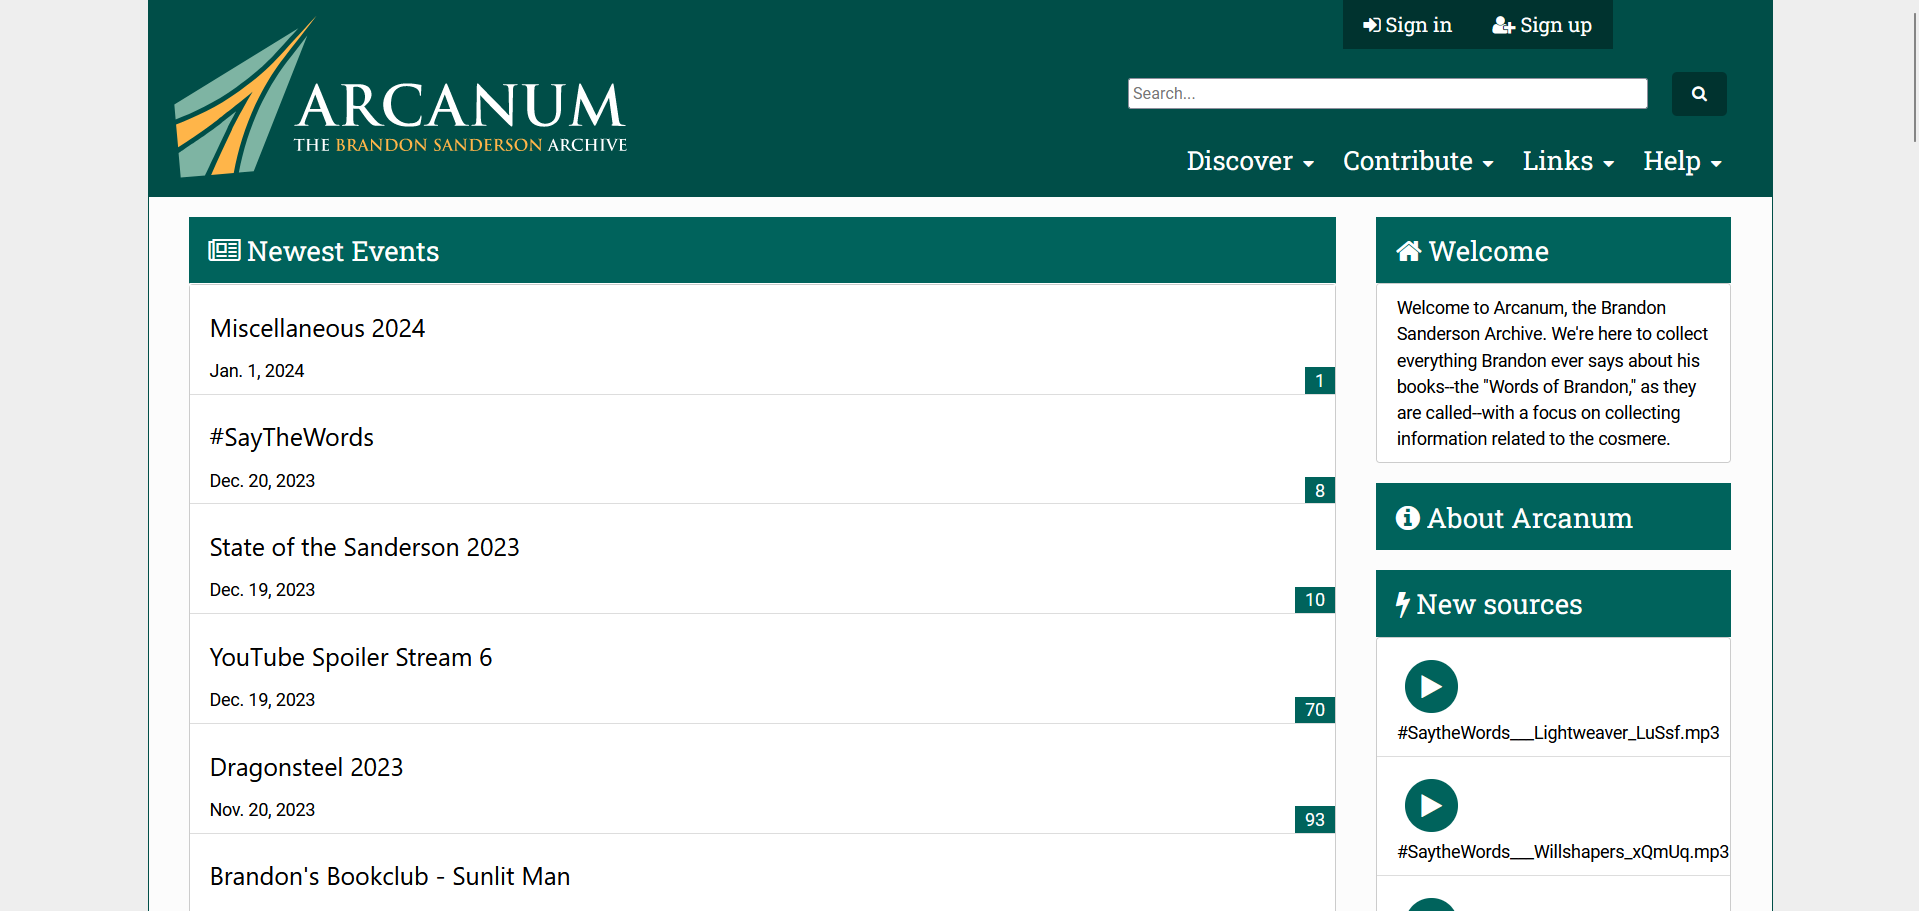 Sign in
Sign up
ARCANUM
THE BRANDON SANDERSON ARCHIVE
Search...
Discover
Contribute
Links
Help
Newest Events
Miscellaneous 2024
Jan. 1, 2024
1
#SayTheWords
Dec. 20, 2023
8
State of the Sanderson 2023
Dec. 19, 2023
10
YouTube Spoiler Stream 6
Dec. 19, 2023
70
Dragonsteel 2023
Nov. 20, 2023
93
Brandon's Bookclub - Sunlit Man
Welcome
Welcome to Arcanum, the Brandon
Sanderson Archive. We're here to collect
everything Brandon ever says about his
books--the "Words of Brandon," as they
are called--with a focus on collecting
information related to the cosmere.
About Arcanum
New sources
#SaytheWords___Lightweaver_LuSsf.mp3
#SaytheWords___Willshapers_xQmUq.mp3